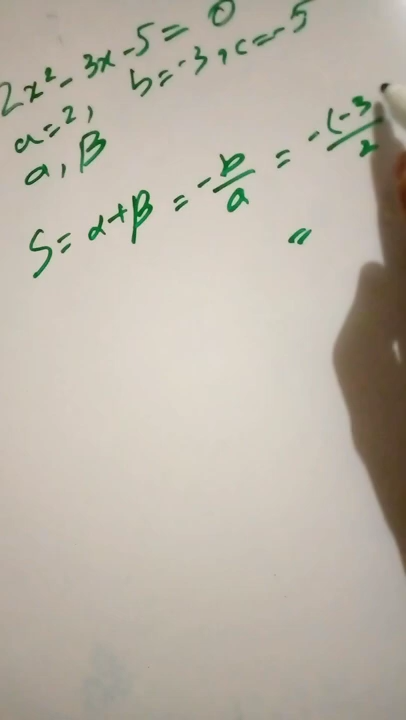 2x² - 3x - 5 = 0
a = 2, b = -3, c = -5
α, β
S = α + β = -b/a = -(-3/2
"